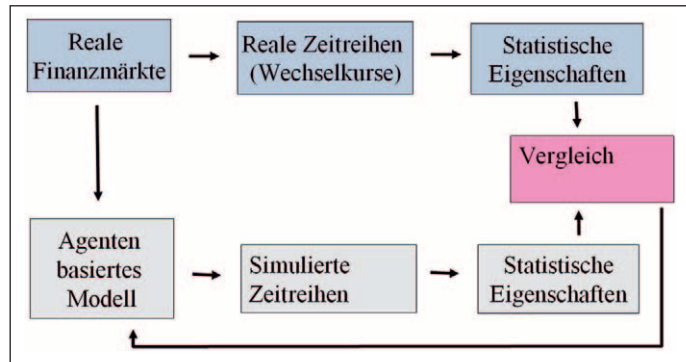 Reale
Finanzmärkte
Reale Zeitreihen
(Wechselkurse)
Statistische
Eigenschaften
Vergleich
Agenten
basiertes
Modell
Simulierte
Zeitreihen
Statistische
Eigenschaften